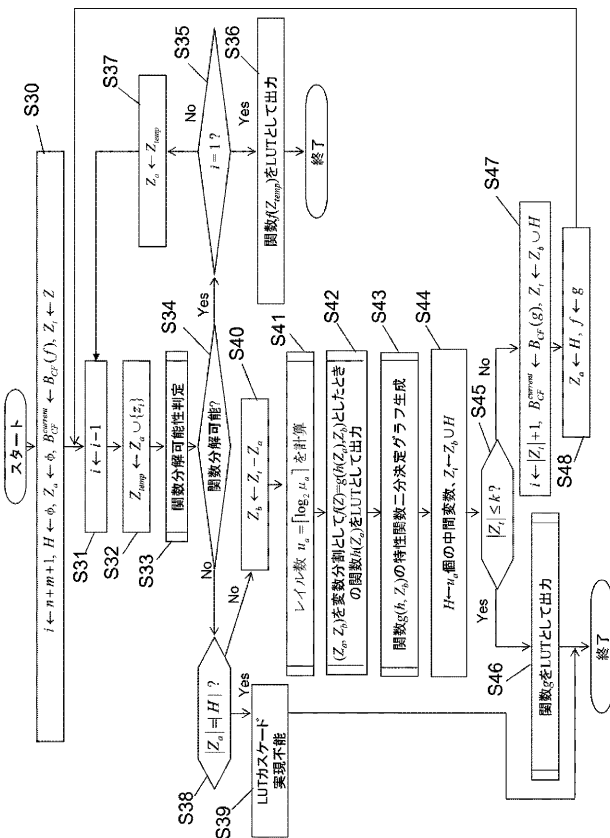 スタート
S30
i ← n + m + 1, H ← ϕ, Z_a ← ϕ, B_CF^current ← B_CF(f), Z_t ← Z
S31
i ← i − 1
S32
Z_temp ← Z_a ∪ {z_i}
S33
関数分解可能性判定
S34
関数分解可能?
Yes
No
S35
i = 1 ?
No
Yes
S36
関数f(Z_temp)をLUTとして出力
終了
S37
Z_a ← Z_temp
S38
|Z_a| = |H| ?
Yes
No
S39
LUTカスケード
実現不能
S40
Z_b ← Z_t − Z_a
S41
レイル数 u_a = ⌈log_2 μ_a⌉ を計算
S42
(Z_a, Z_b)を変数分割としてf(Z)=g(h(Z_a),Z_b)としたとき
の関数h(Z_a)をLUTとして出力
S43
関数g(h, Z_b)の特性関数二分決定グラフ生成
S44
H←u_a個の中間変数、Z_t←Z_b∪H
S45
|Z_t| ≤ k ?
Yes
No
S46
関数gをLUTとして出力
S47
i ← |Z_t| + 1, B_CF^current ← B_CF(g), Z_t ← Z_b ∪ H
S48
Z_a ← H, f ← g
終了